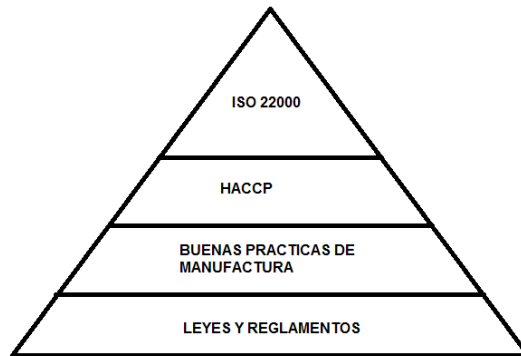 ISO 22000
HACCP
BUENAS PRACTICAS DE
MANUFACTURA
LEYES Y REGLAMENTOS